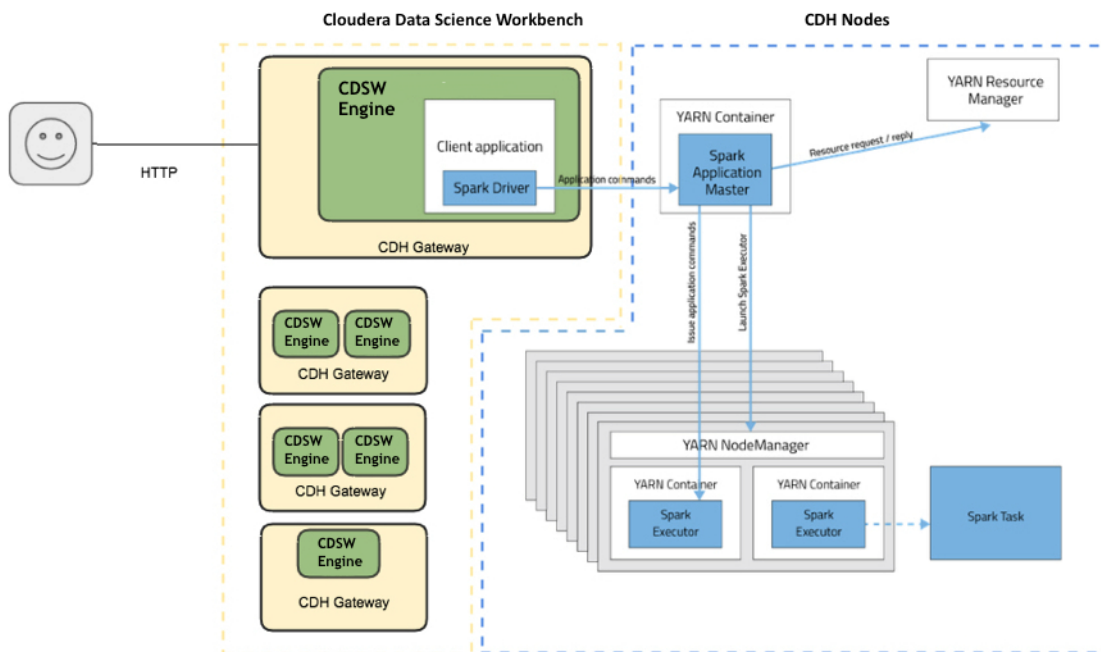 Cloudera Data Science Workbench
CDH Nodes
HTTP
CDSW
Engine
Client application
Spark Driver
CDH Gateway
Application commands
YARN Container
Spark
Application
Master
Resource request / reply
YARN Resource
Manager
Issue application commands
Launch Spark Executor
CDSW
Engine
CDSW
Engine
CDH Gateway
CDSW
Engine
CDSW
Engine
CDH Gateway
CDSW
Engine
CDH Gateway
YARN NodeManager
YARN Container
Spark
Executor
YARN Container
Spark
Executor
Spark Task